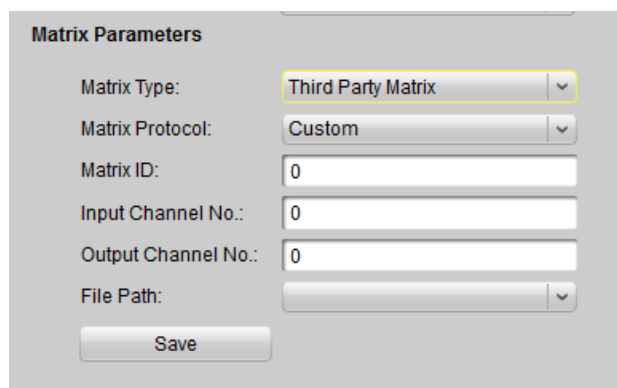 Matrix Parameters
Matrix Type: Third Party Matrix
Matrix Protocol: Custom
Matrix ID: 0
Input Channel No.: 0
Output Channel No.: 0
File Path:
Save